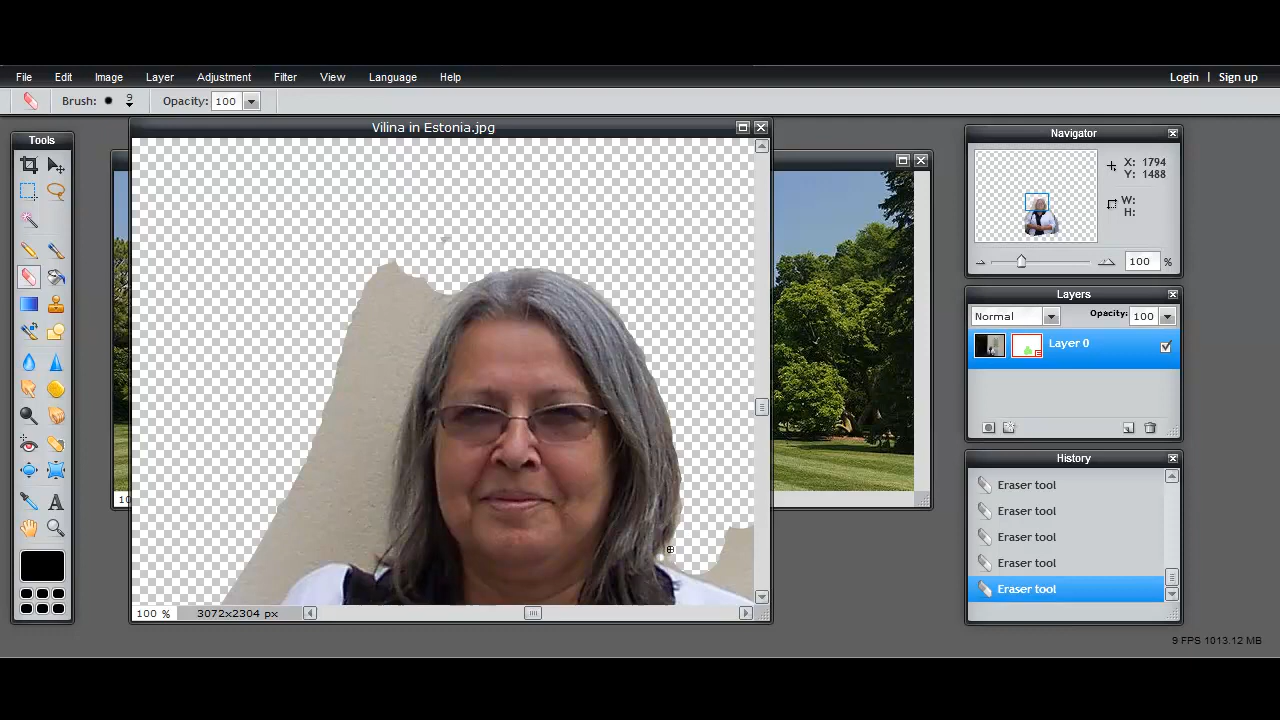 File Edit Image Layer Adjustment Filter View Language Help Login | Sign up
Brush: 9 Opacity: 100
Tools
Vilina in Estonia.jpg
100 % 3072x2304 px
10
Navigator
X: 1794
Y: 1488
W:
H:
100 %
Layers
Normal Opacity: 100
Layer 0
History
Eraser tool
Eraser tool
Eraser tool
Eraser tool
Eraser tool
9 FPS 1013.12 MB